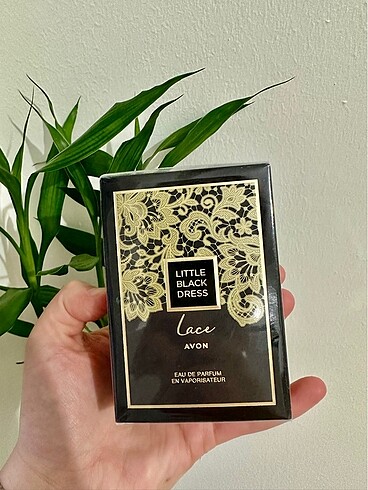 LITTLE
BLACK
DRESS
Lace
AVON
EAU DE PARFUM
EN VAPORISATEUR